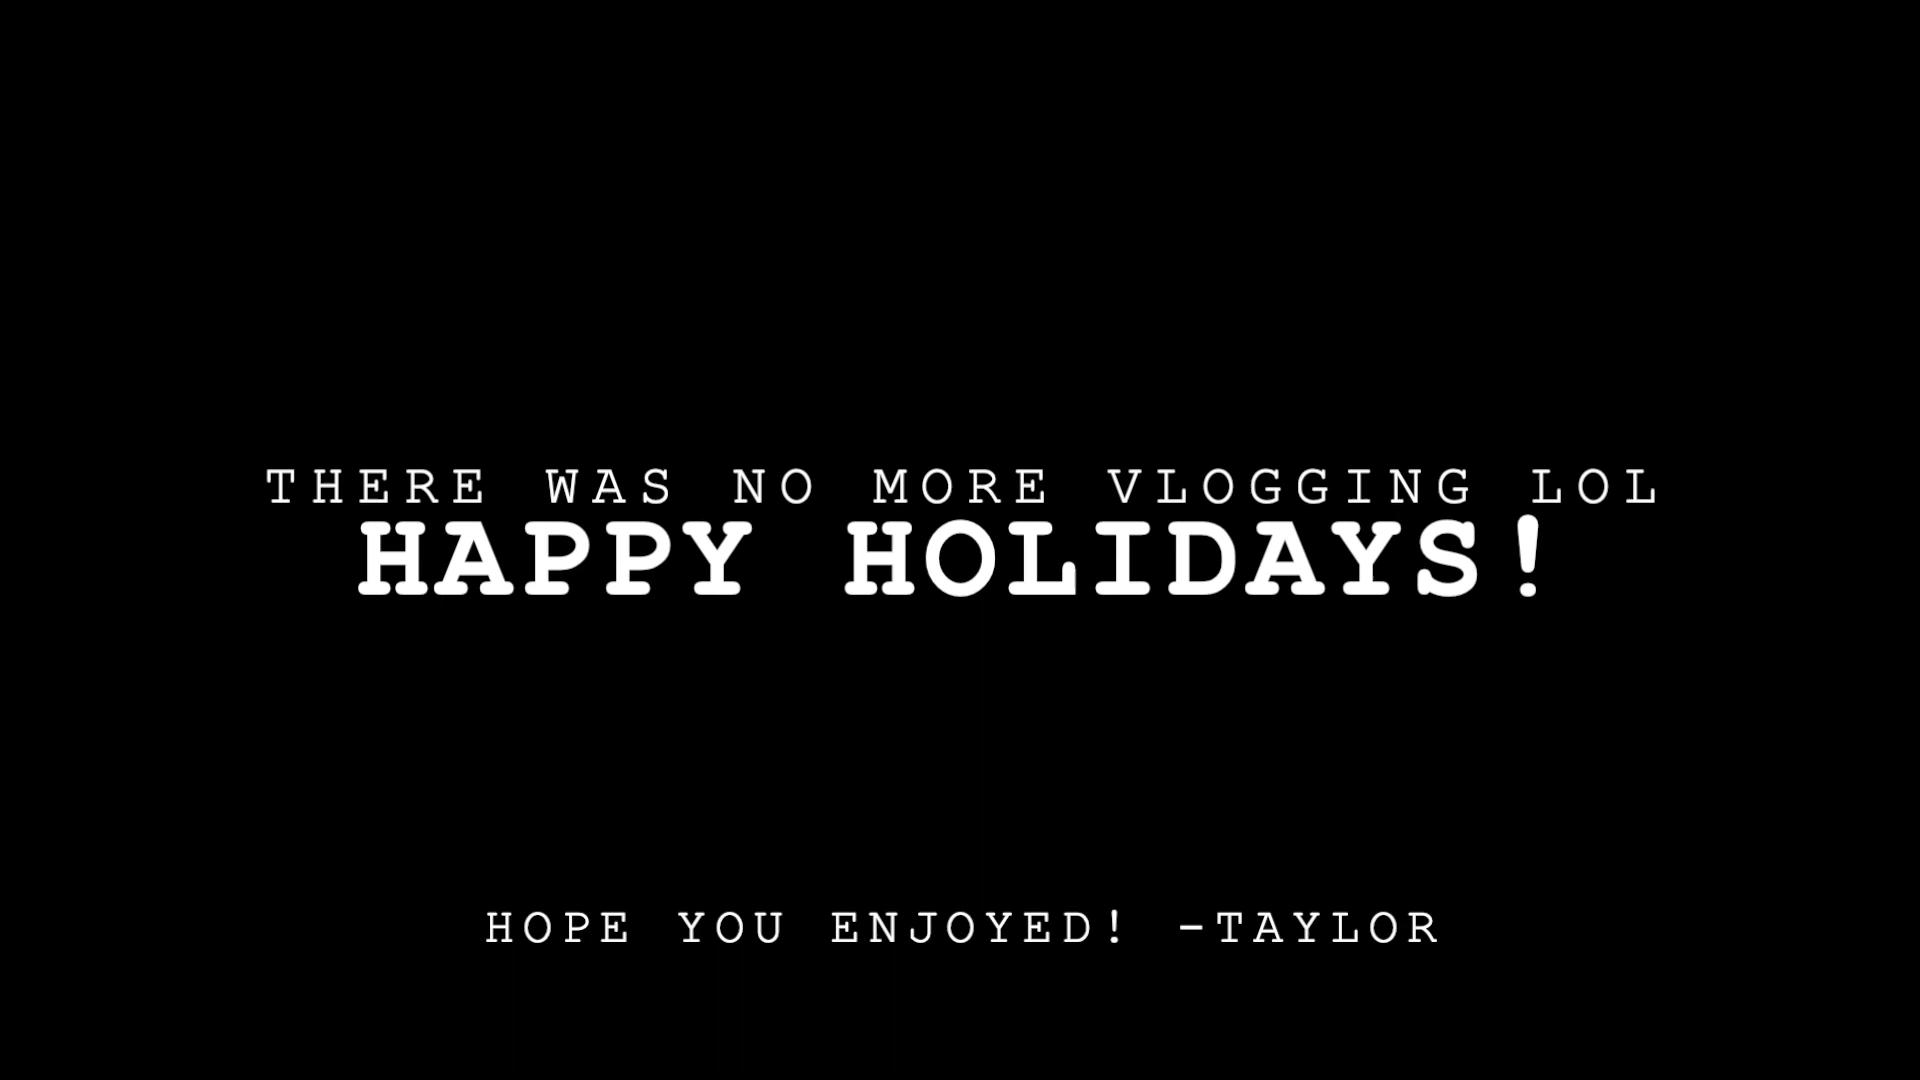 THERE WAS NO MORE VLOGGING LOL
HAPPY HOLIDAYS!
HOPE YOU ENJOYED! -TAYLOR